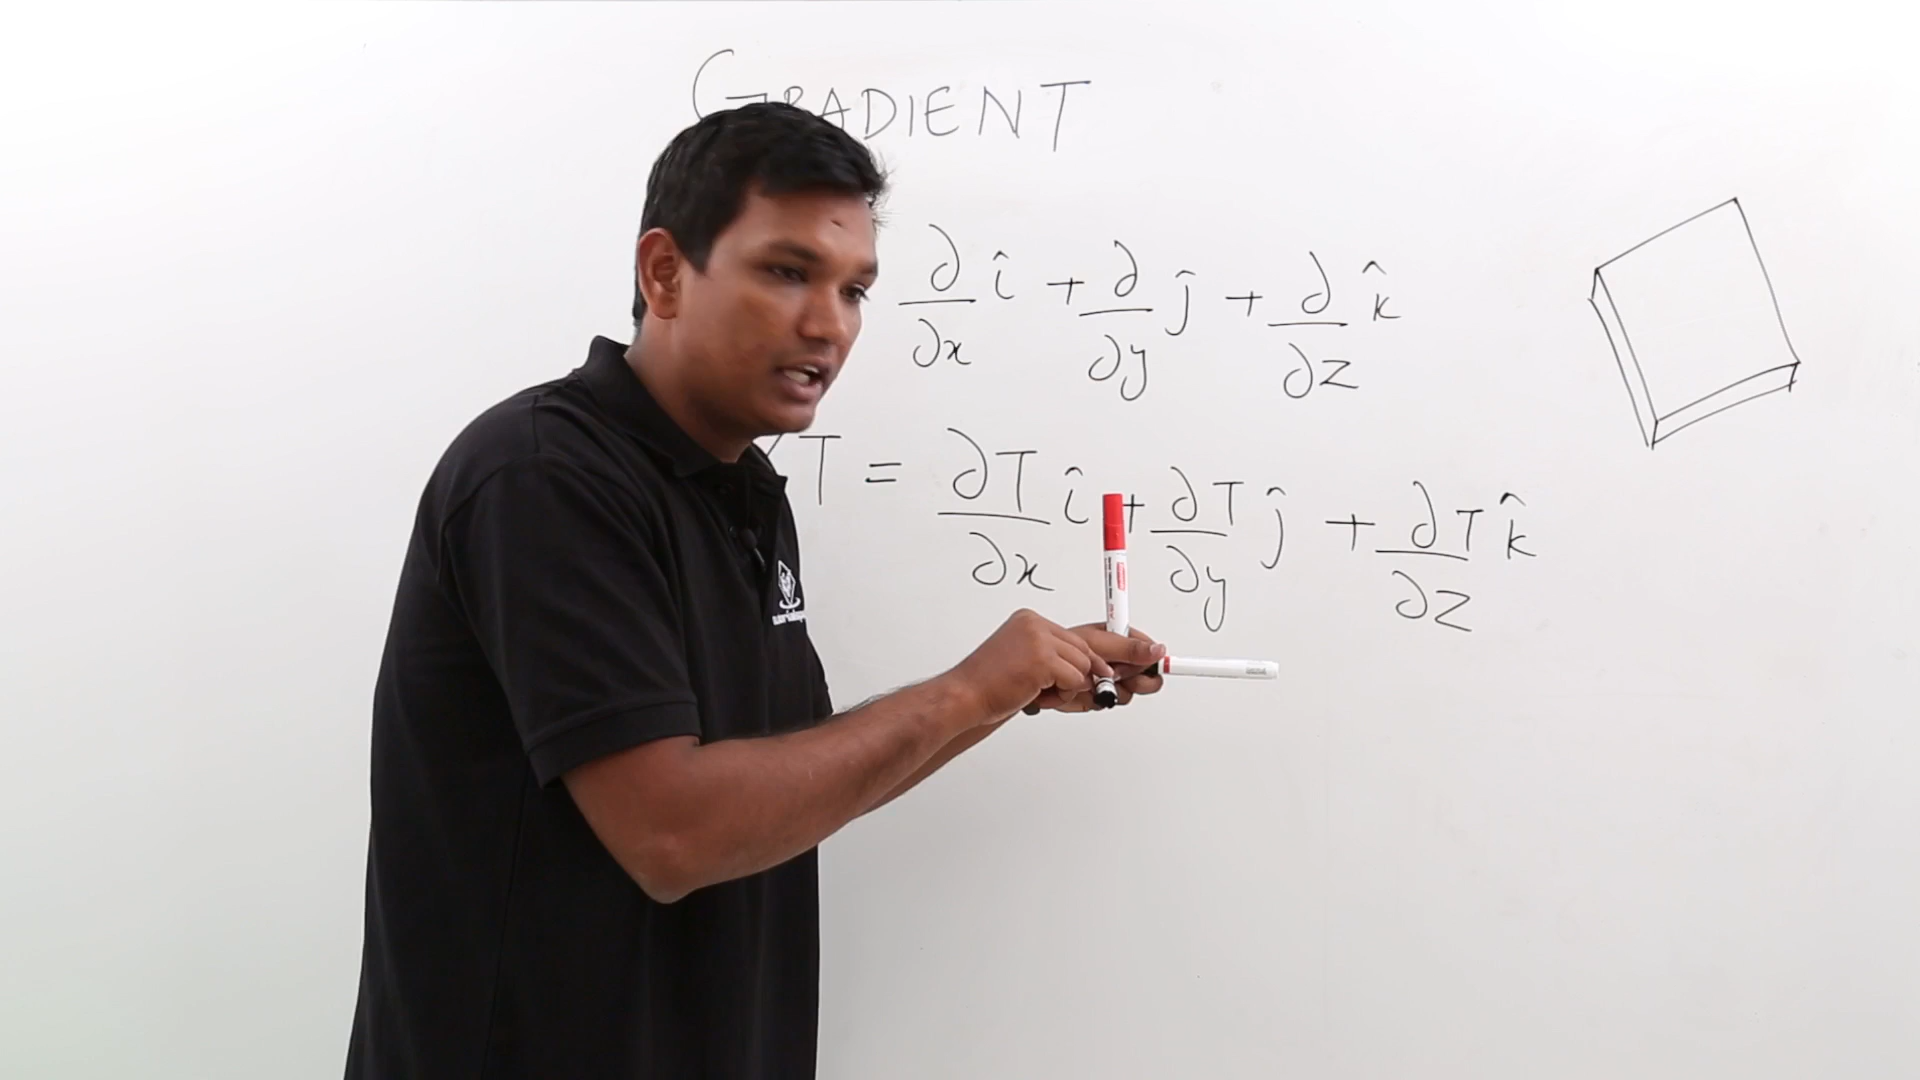 GRADIENT
∂/∂x î + ∂/∂y ĵ + ∂/∂z k̂
∇T = ∂T/∂x î + ∂T/∂y ĵ + ∂T/∂z k̂